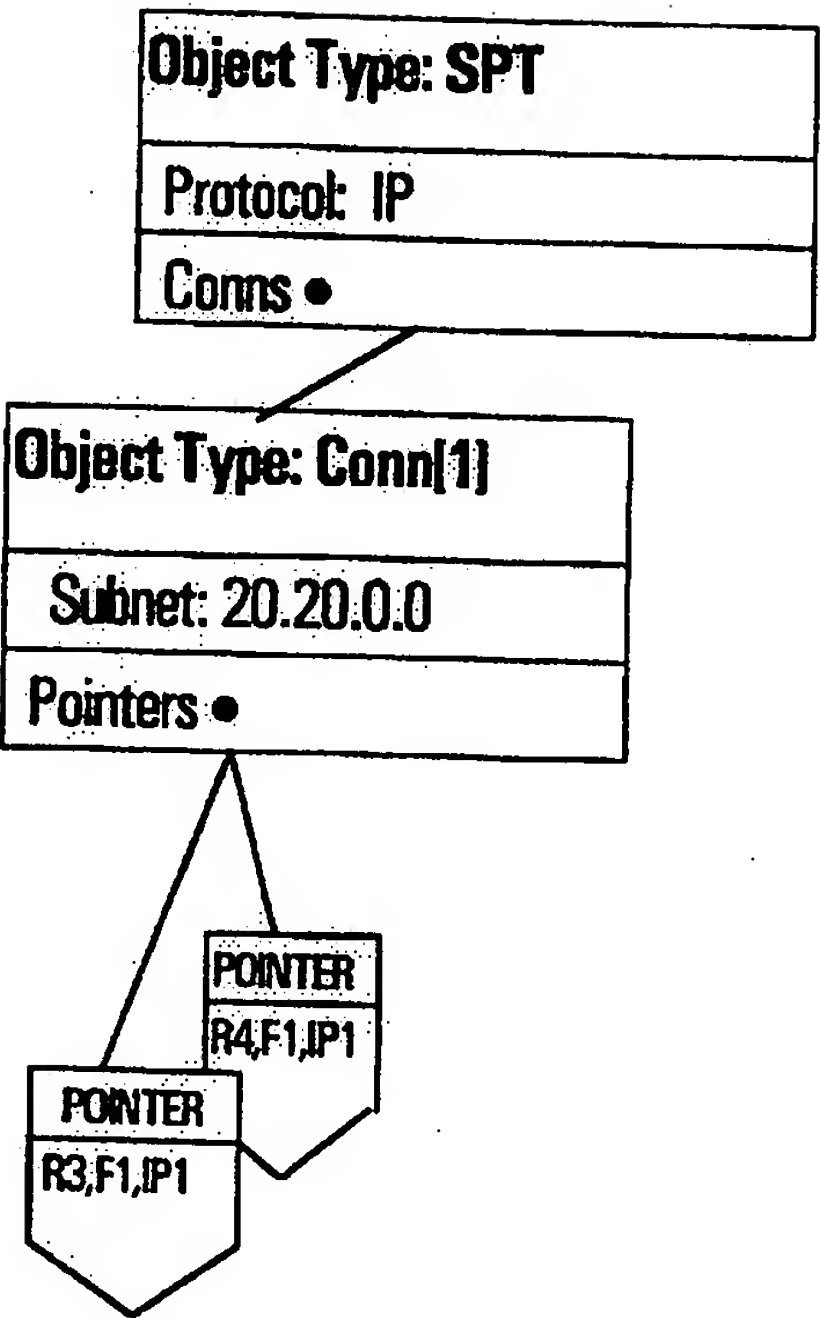 Object Type: SPT
Protocol: IP
Conns
Object Type: Conn[1]
Subnet: 20.20.0.0
Pointers
POINTER
R4,F1,IP1
POINTER
R3,F1,IP1